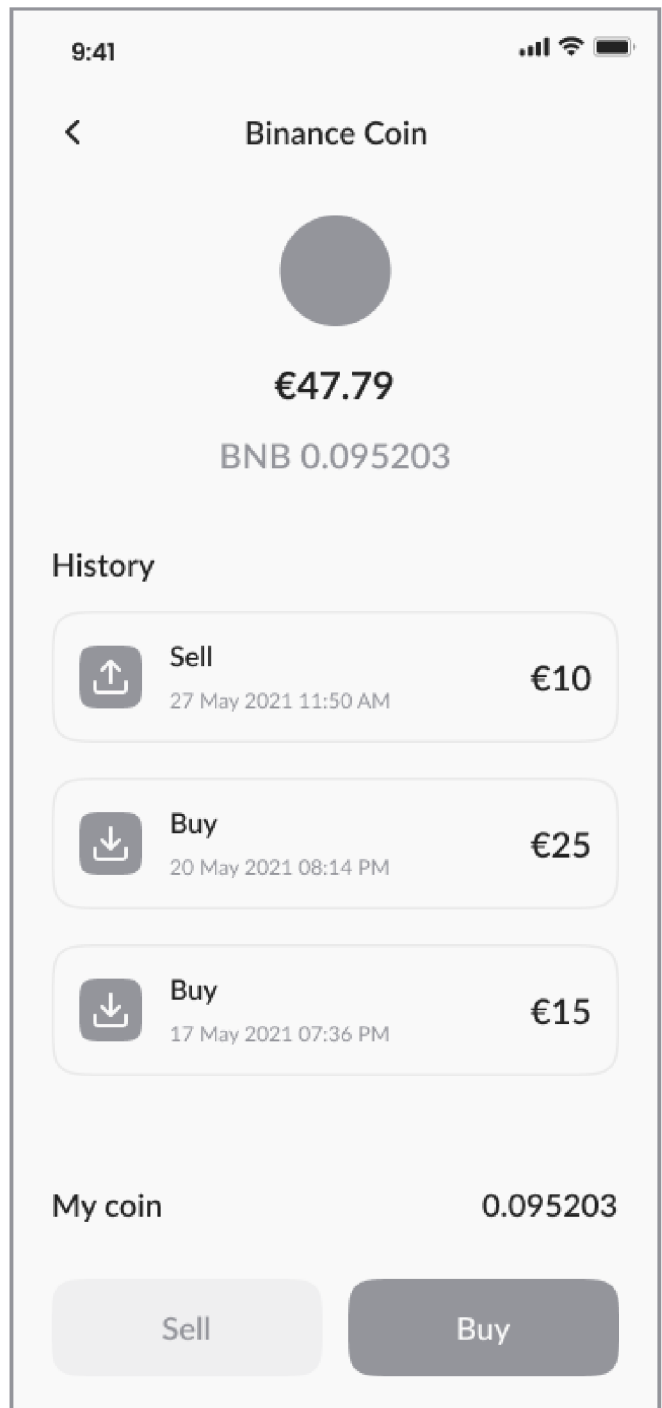 9:41
Binance Coin
€47.79
BNB 0.095203
History
Sell
27 May 2021 11:50 AM
€10
Buy
20 May 2021 08:14 PM
€25
Buy
17 May 2021 07:36 PM
€15
My coin 0.095203
Sell Buy